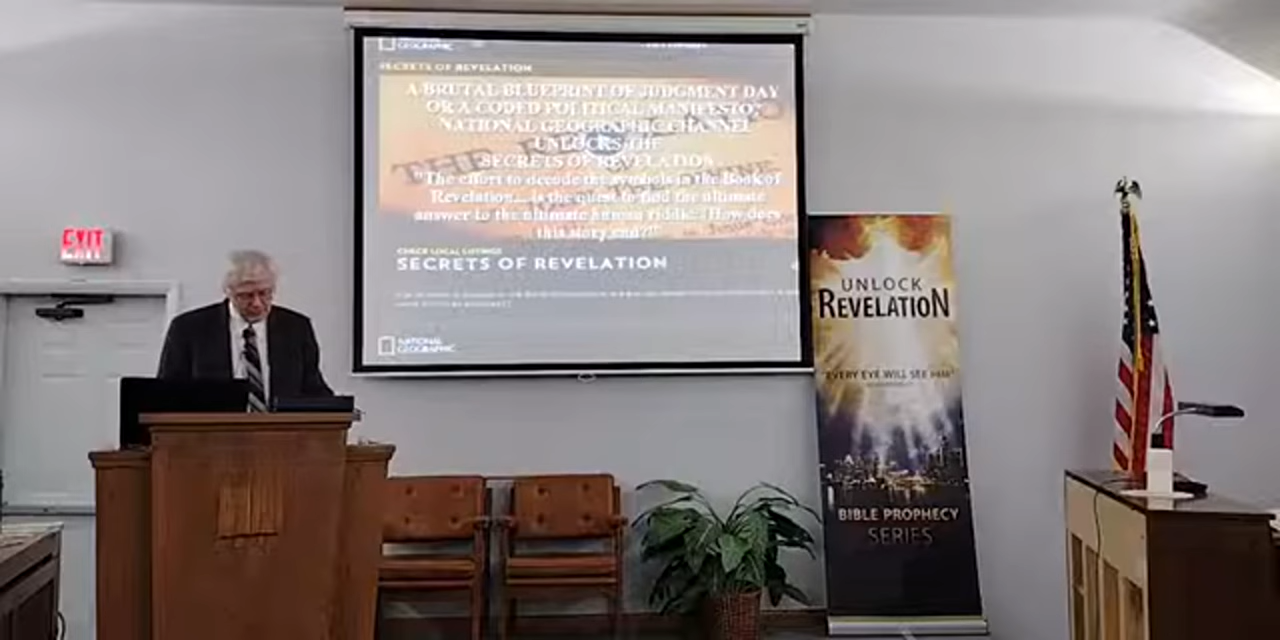 NATIONAL
GEOGRAPHIC
SECRETS OF REVELATION
A BRUTAL BLUEPRINT OF JUDGMENT DAY
OR A CODED POLITICAL MANIFESTO?
NATIONAL GEOGRAPHIC CHANNEL
UNLOCKS THE
SECRETS OF REVELATION.
"The effort to decode the symbols in the Book of
Revelation... is the quest to find the ultimate
answer to the ultimate human riddle: "How does
this story end?"
CHECK LOCAL LISTINGS
SECRETS OF REVELATION
NATIONAL
GEOGRAPHIC
EXIT
UNLOCK
REVELATION
"EVERY EYE WILL SEE HIM"
BIBLE PROPHECY
SERIES